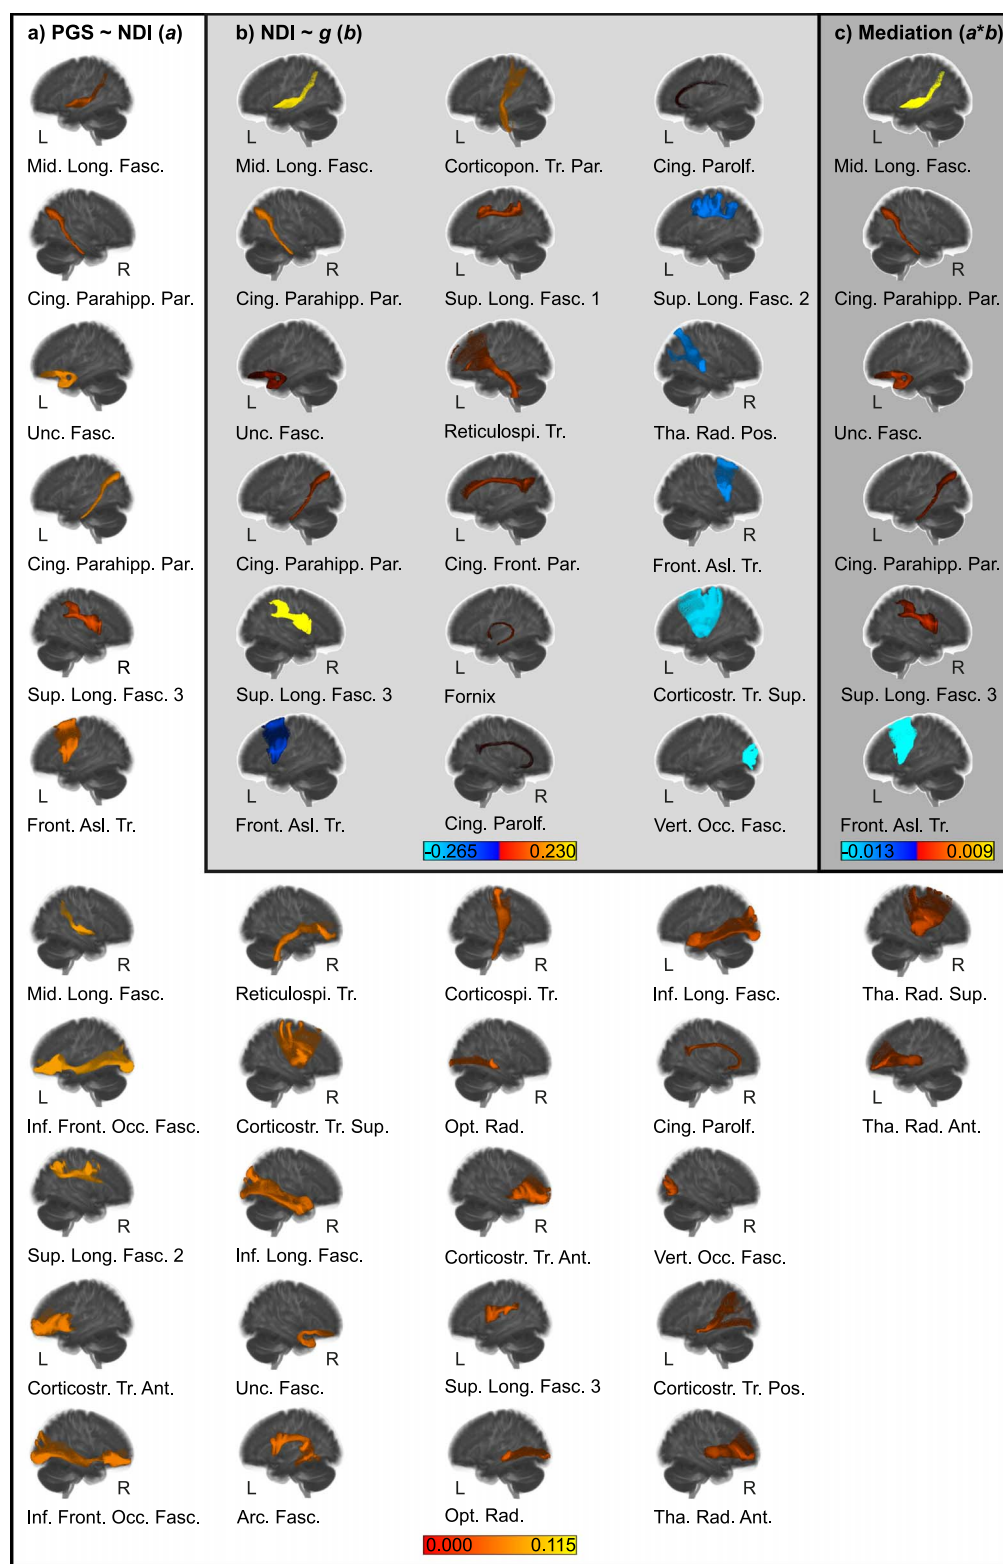 a) PGS ~ NDI (a)
b) NDI ~ g (b)
c) Mediation (a*b)
L
Mid. Long. Fasc.
L
Mid. Long. Fasc.
L
Corticopon. Tr. Par.
L
Cing. Parolf.
L
Mid. Long. Fasc.
R
Cing. Parahipp. Par.
R
Cing. Parahipp. Par.
L
Sup. Long. Fasc. 1
L
Sup. Long. Fasc. 2
R
Cing. Parahipp. Par.
L
Unc. Fasc.
L
Unc. Fasc.
L
Reticulospi. Tr.
R
Tha. Rad. Pos.
L
Unc. Fasc.
L
Cing. Parahipp. Par.
L
Cing. Parahipp. Par.
L
Cing. Front. Par.
R
Front. Asl. Tr.
L
Cing. Parahipp. Par.
R
Sup. Long. Fasc. 3
R
Sup. Long. Fasc. 3
L
Fornix
L
Corticostr. Tr. Sup.
R
Sup. Long. Fasc. 3
L
Front. Asl. Tr.
L
Front. Asl. Tr.
R
Cing. Parolf.
L
Vert. Occ. Fasc.
L
Front. Asl. Tr.
-0.265 0.230
-0.013 0.009
R
Mid. Long. Fasc.
R
Reticulospi. Tr.
R
Corticospi. Tr.
L
Inf. Long. Fasc.
R
Tha. Rad. Sup.
L
Inf. Front. Occ. Fasc.
R
Corticostr. Tr. Sup.
R
Opt. Rad.
R
Cing. Parolf.
L
Tha. Rad. Ant.
R
Sup. Long. Fasc. 2
R
Inf. Long. Fasc.
R
Corticostr. Tr. Ant.
R
Vert. Occ. Fasc.
L
Corticostr. Tr. Ant.
R
Unc. Fasc.
L
Sup. Long. Fasc. 3
L
Corticostr. Tr. Pos.
R
Inf. Front. Occ. Fasc.
L
Arc. Fasc.
L
Opt. Rad.
R
Tha. Rad. Ant.
0.000 0.115